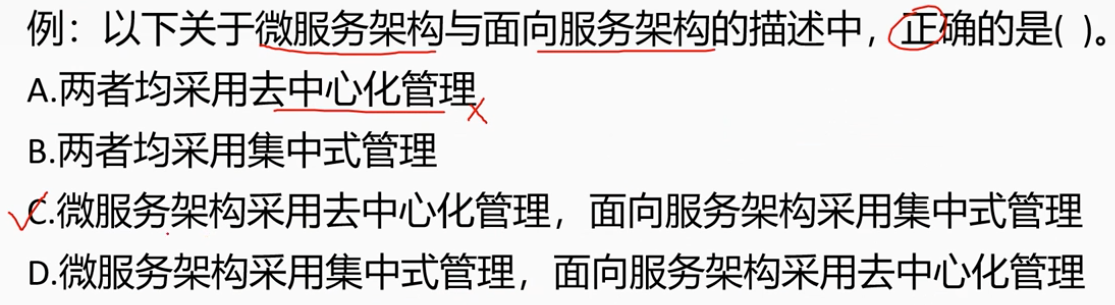 例：以下关于微服务架构与面向服务架构的描述中，正确的是( )。
A.两者均采用去中心化管理
B.两者均采用集中式管理
C.微服务架构采用去中心化管理，面向服务架构采用集中式管理
D.微服务架构采用集中式管理，面向服务架构采用去中心化管理